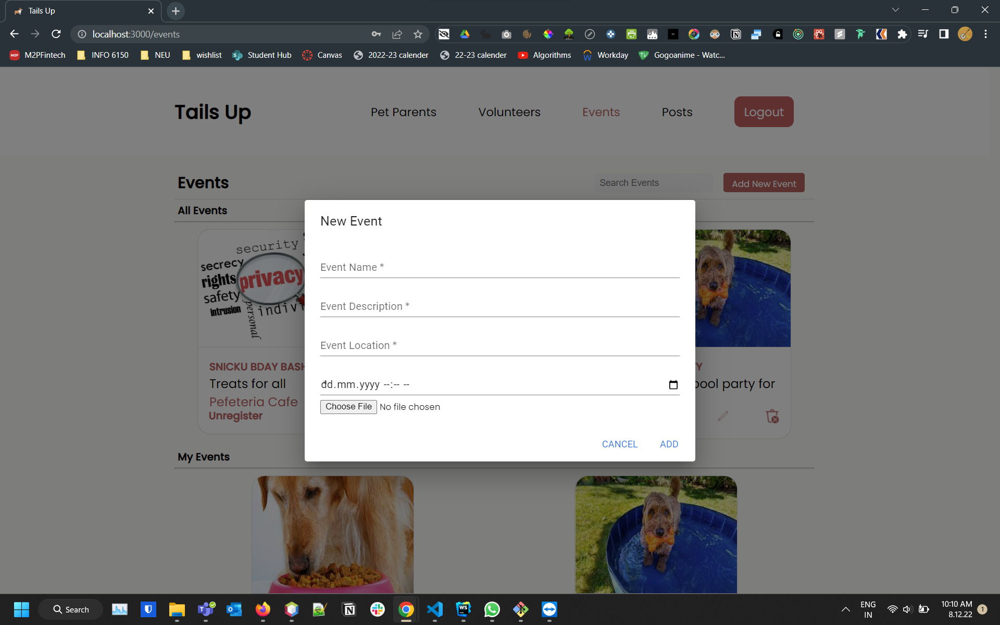 Tails Up
localhost:3000/events
M2P M2PFintech INFO 6150 NEU wishlist Student Hub Canvas 2022-23 calender 22-23 calender Algorithms Workday Gogoanime - Watc...
Tails Up Pet Parents Volunteers Events Posts Logout
Events Search Events Add New Event
All Events
New Event
Event Name *
Event Description *
Event Location *
dd.mm.yyyy --:-- --
Choose File No file chosen
CANCEL ADD
security
secrecy
rights privacy
safety
intrusion
personal
indivi
SNICKU BDAY BASH
Treats for all
Pefeteria Cafe
Unregister
Y
pool party for
My Events
Search
ENG
IN
10:10 AM
8.12.22
1